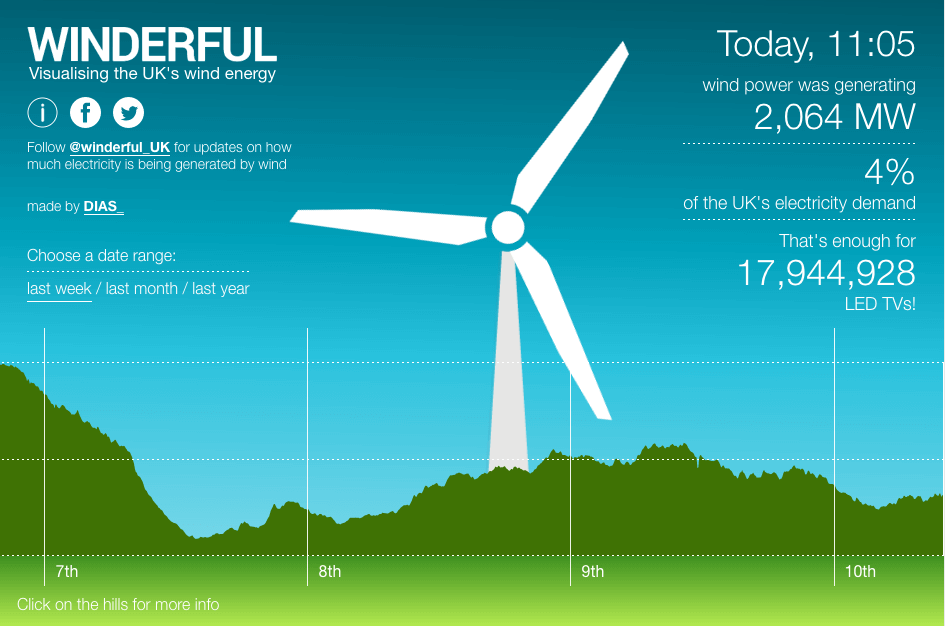 WINDERFUL
Visualising the UK's wind energy
i f
Follow @winderful_UK for updates on how
much electricity is being generated by wind
made by DIAS_
Choose a date range:
last week / last month / last year
Today, 11:05
wind power was generating
2,064 MW
4%
of the UK's electricity demand
That's enough for
17,944,928
LED TVs!
7th
8th
9th
10th
Click on the hills for more info